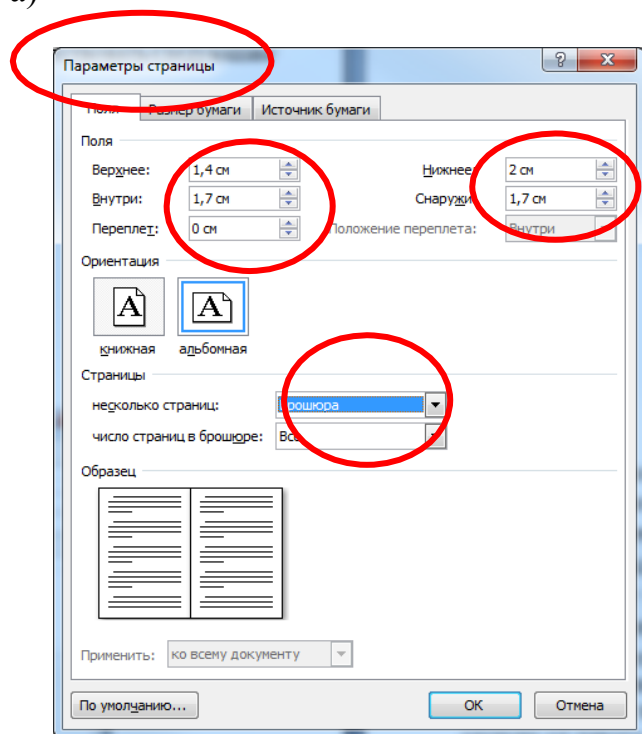 а)
Параметры страницы
Поля Размер бумаги Источник бумаги
Поля
Верхнее: 1,4 см Нижнее: 2 см
Внутри: 1,7 см Снаружи: 1,7 см
Переплет: 0 см Положение переплета: Внутри
Ориентация
A A
книжная альбомная
Страницы
несколько страниц: Брошюра
число страниц в брошюре: Все
Образец
Применить: ко всему документу
По умолчанию... ОК Отмена